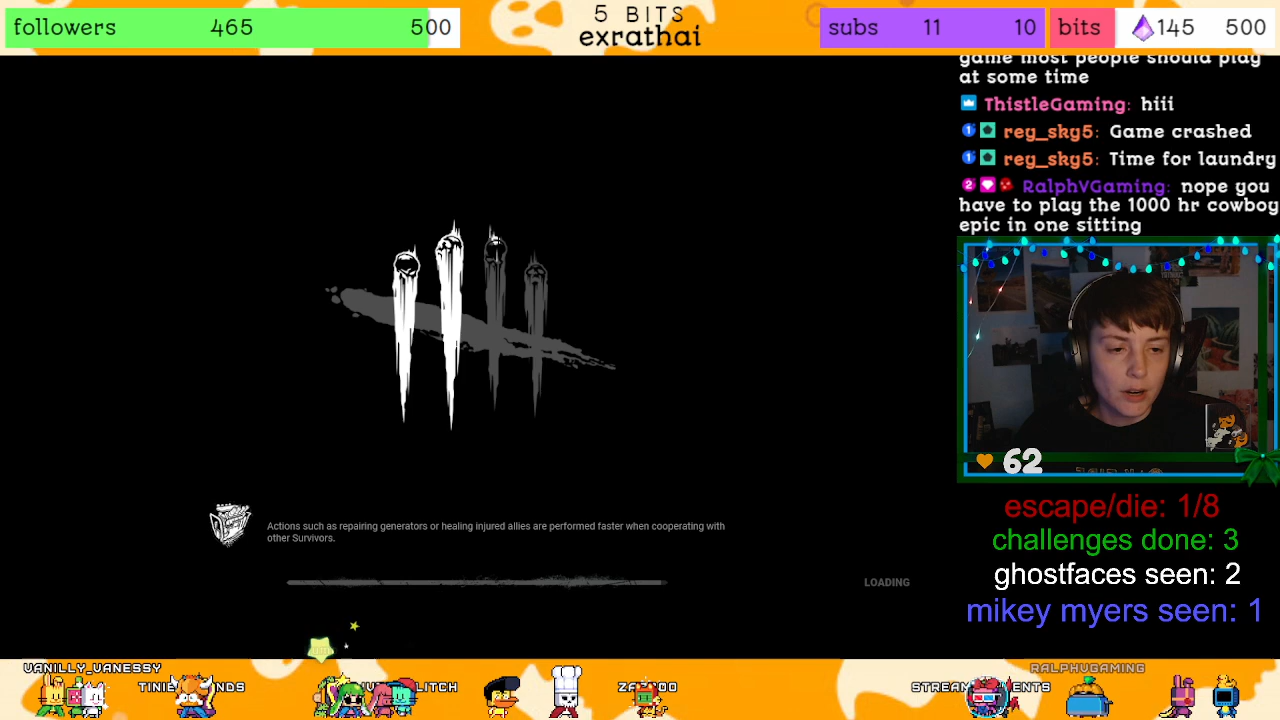 followers 465 500
5 BITS
exrathai
subs 11 10
bits 145 500
game most people should play
at some time
ThistleGaming: hiii
rey_sky5: Game crashed
rey_sky5: Time for laundry
RalphVGaming: nope you
have to play the 1000 hr cowboy
epic in one sitting
62
Actions such as repairing generators or healing injured allies are performed faster when cooperating with
other Survivors.
LOADING
escape/die: 1/8
challenges done: 3
ghostfaces seen: 2
mikey myers seen: 1
VANILLY_VANESSY
RALPHVGAMING